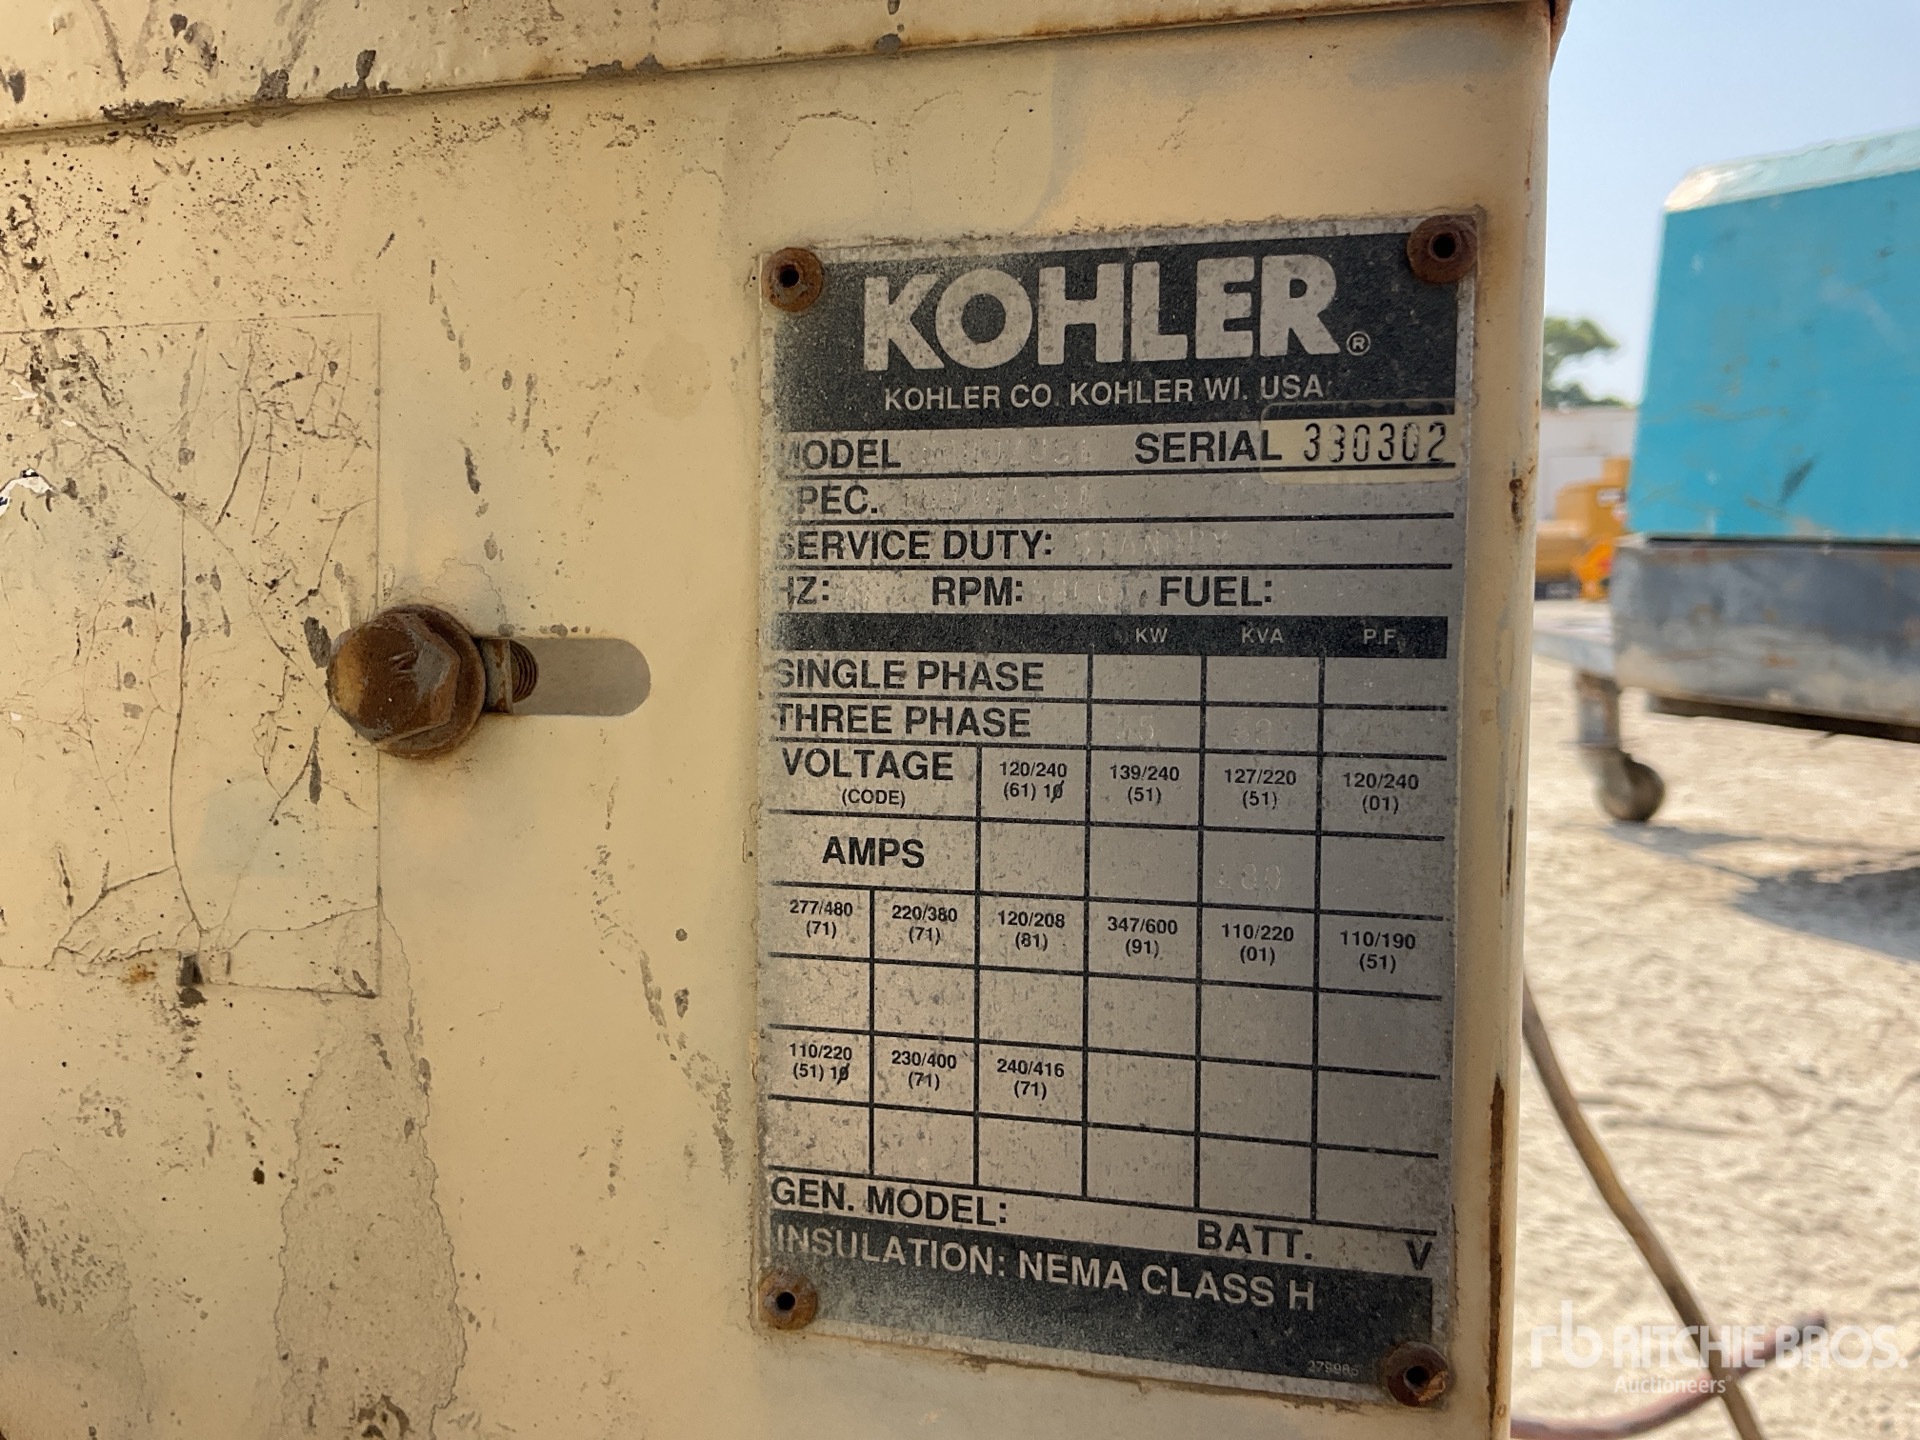 KOHLER®
KOHLER CO. KOHLER WI. USA
MODEL SERIAL 330302
SPEC.
SERVICE DUTY: STANDBY
HZ: RPM: FUEL:
KW KVA P.F.
SINGLE PHASE
THREE PHASE
VOLTAGE 120/240 139/240 127/220 120/240
(CODE) (61) 1Ø (51) (51) (01)
AMPS
277/480 220/380 120/208 347/600 110/220 110/190
(71) (71) (81) (91) (01) (51)
110/220 230/400 240/416
(51) 1Ø (71) (71)
GEN. MODEL: BATT. V
INSULATION: NEMA CLASS H
rb RITCHIE BROS.
Auctioneers